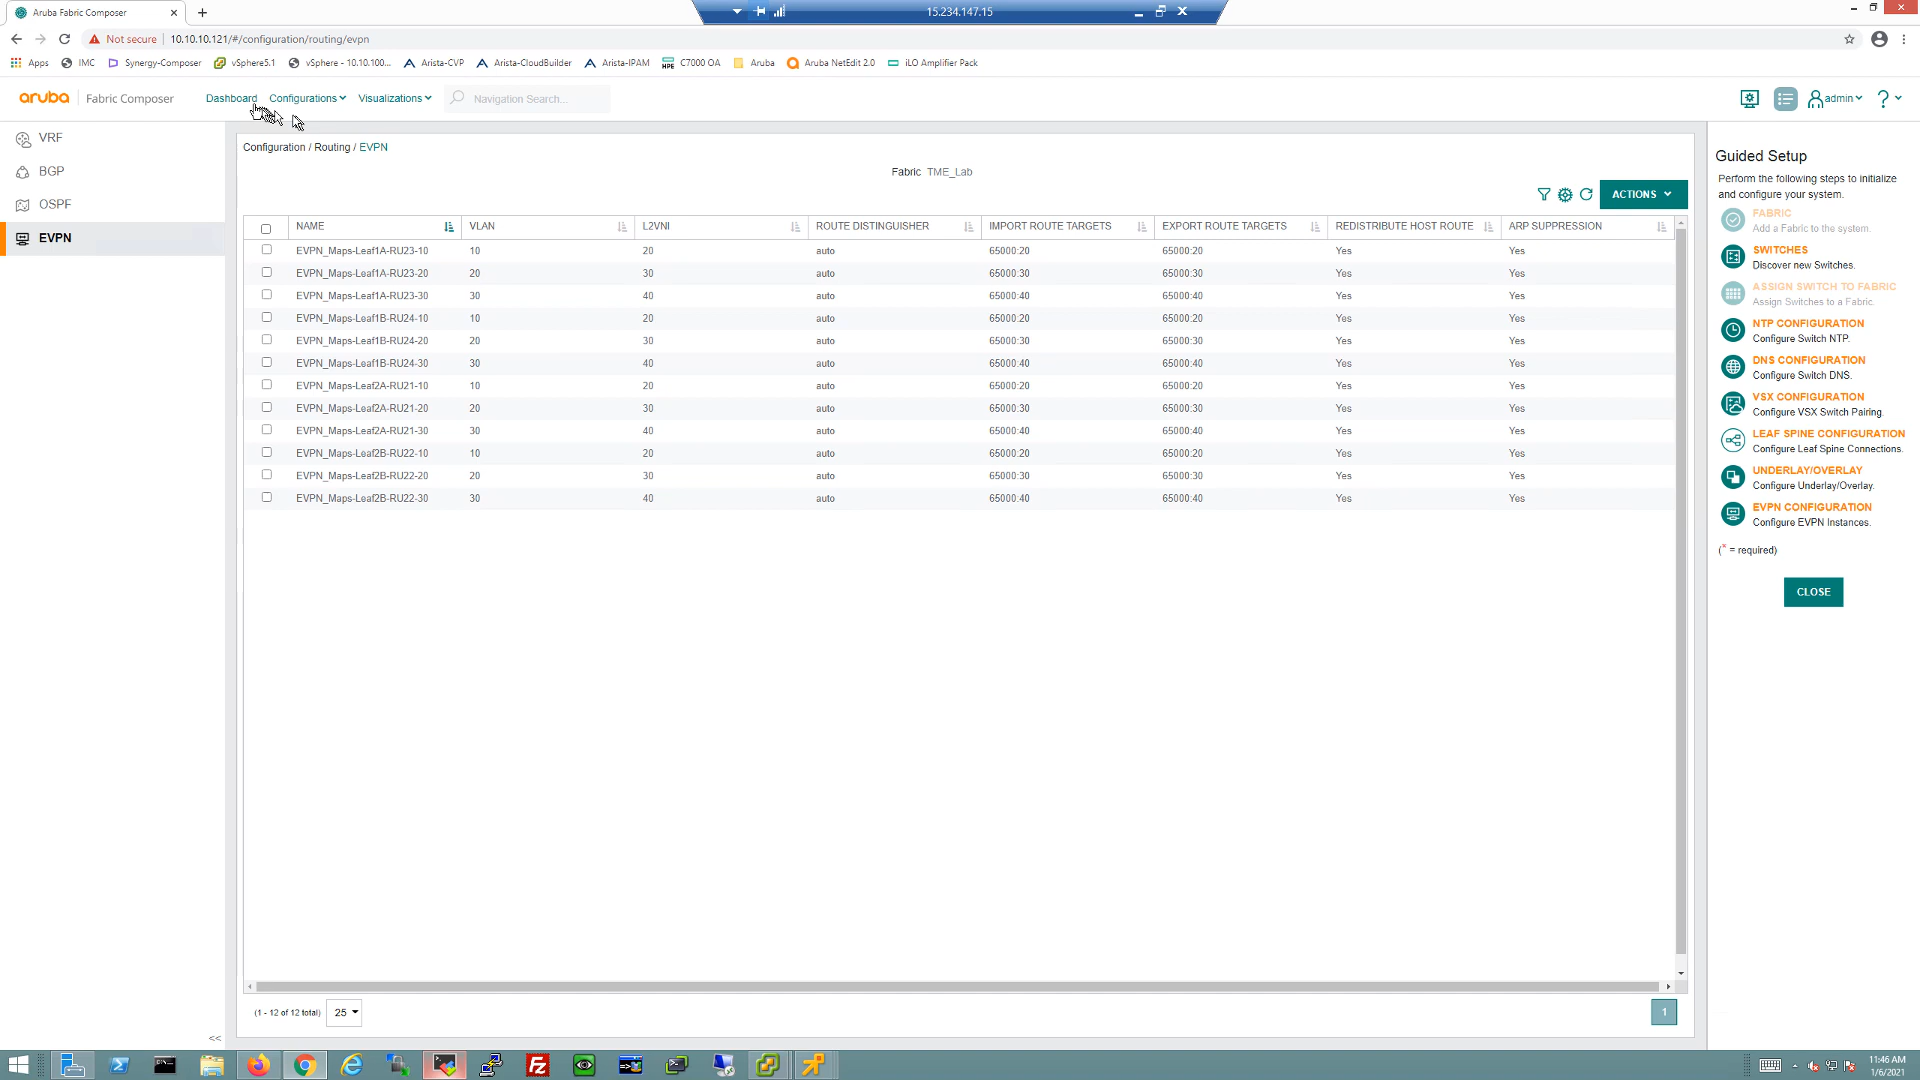 Aruba Fabric Composer
15.234.147.15
Not secure 10.10.10.121/#/configuration/routing/evpn
Apps IMC Synergy-Composer vSphere5.1 vSphere - 10.10.100... Arista-CVP Arista-CloudBuilder Arista-IPAM C7000 OA Aruba Aruba NetEdit 2.0 iLO Amplifier Pack
aruba Fabric Composer Dashboard Configurations Visualizations Navigation Search... admin ?
VRF
BGP
OSPF
EVPN
<<
Configuration / Routing / EVPN
Fabric TME_Lab
ACTIONS
NAME VLAN L2VNI ROUTE DISTINGUISHER IMPORT ROUTE TARGETS EXPORT ROUTE TARGETS REDISTRIBUTE HOST ROUTE ARP SUPPRESSION
EVPN_Maps-Leaf1A-RU23-10 10 20 auto 65000:20 65000:20 Yes Yes
EVPN_Maps-Leaf1A-RU23-20 20 30 auto 65000:30 65000:30 Yes Yes
EVPN_Maps-Leaf1A-RU23-30 30 40 auto 65000:40 65000:40 Yes Yes
EVPN_Maps-Leaf1B-RU24-10 10 20 auto 65000:20 65000:20 Yes Yes
EVPN_Maps-Leaf1B-RU24-20 20 30 auto 65000:30 65000:30 Yes Yes
EVPN_Maps-Leaf1B-RU24-30 30 40 auto 65000:40 65000:40 Yes Yes
EVPN_Maps-Leaf2A-RU21-10 10 20 auto 65000:20 65000:20 Yes Yes
EVPN_Maps-Leaf2A-RU21-20 20 30 auto 65000:30 65000:30 Yes Yes
EVPN_Maps-Leaf2A-RU21-30 30 40 auto 65000:40 65000:40 Yes Yes
EVPN_Maps-Leaf2B-RU22-10 10 20 auto 65000:20 65000:20 Yes Yes
EVPN_Maps-Leaf2B-RU22-20 20 30 auto 65000:30 65000:30 Yes Yes
EVPN_Maps-Leaf2B-RU22-30 30 40 auto 65000:40 65000:40 Yes Yes
(1 - 12 of 12 total) 25 1
Guided Setup
Perform the following steps to initialize
and configure your system.
FABRIC
Add a Fabric to the system.
SWITCHES
Discover new Switches.
ASSIGN SWITCH TO FABRIC
Assign Switches to a Fabric.
NTP CONFIGURATION
Configure Switch NTP.
DNS CONFIGURATION
Configure Switch DNS.
VSX CONFIGURATION
Configure VSX Switch Pairing.
LEAF SPINE CONFIGURATION
Configure Leaf Spine Connections.
UNDERLAY/OVERLAY
Configure Underlay/Overlay.
EVPN CONFIGURATION
Configure EVPN Instances.
(* = required)
CLOSE
11:46 AM
1/6/2021